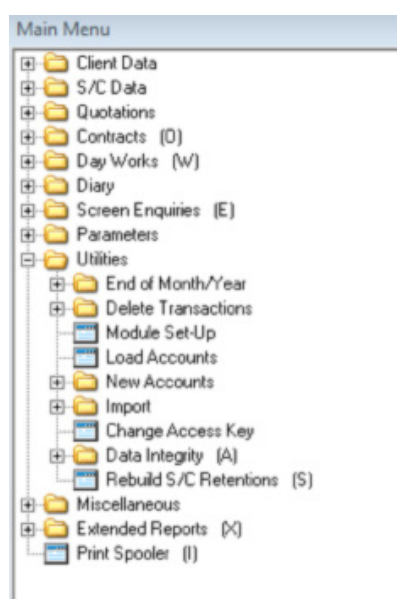 Main Menu
Client Data
S/C Data
Quotations
Contracts (O)
Day Works (W)
Diary
Screen Enquiries (E)
Parameters
Utilities
End of Month/Year
Delete Transactions
Module Set-Up
Load Accounts
New Accounts
Import
Change Access Key
Data Integrity (A)
Rebuild S/C Retentions (S)
Miscellaneous
Extended Reports (X)
Print Spooler (I)